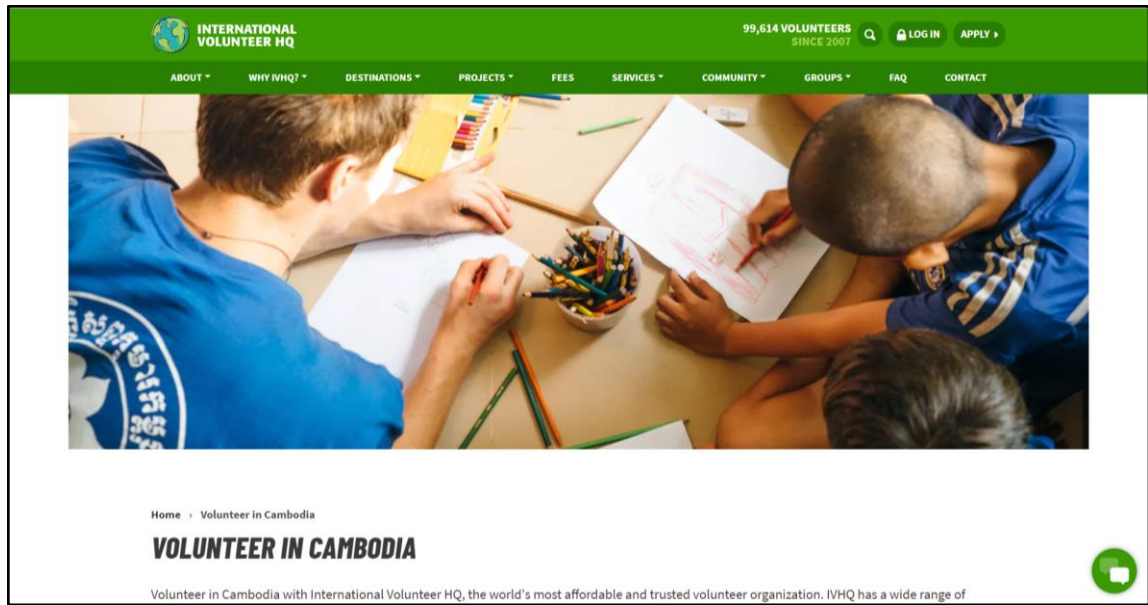 INTERNATIONAL
VOLUNTEER HQ
99,614 VOLUNTEERS
SINCE 2007
LOG IN
APPLY
ABOUT
WHY IVHQ?
DESTINATIONS
PROJECTS
FEES
SERVICES
COMMUNITY
GROUPS
FAQ
CONTACT
Home › Volunteer in Cambodia
VOLUNTEER IN CAMBODIA
Volunteer in Cambodia with International Volunteer HQ, the world's most affordable and trusted volunteer organization. IVHQ has a wide range of